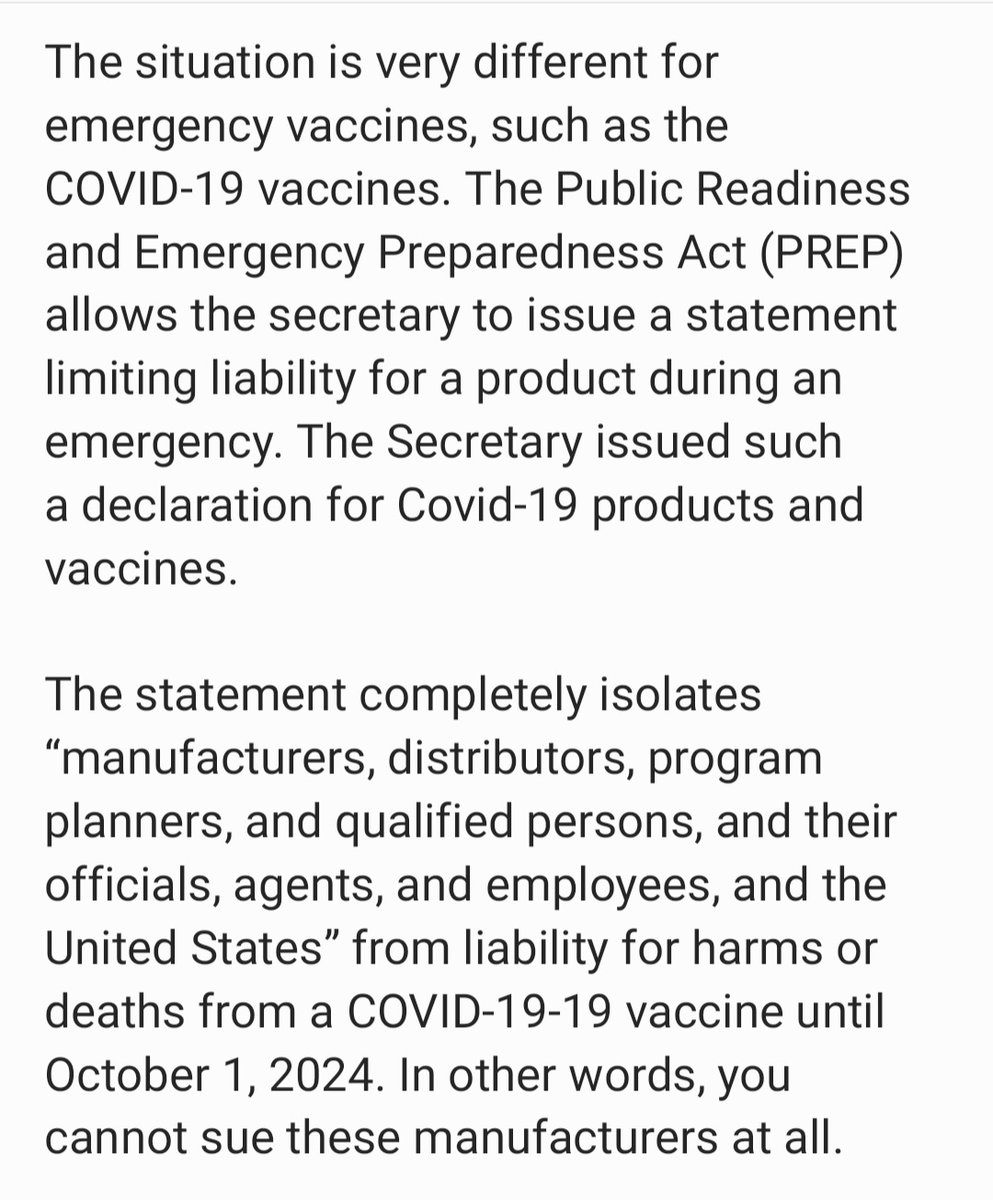 The situation is very different for
emergency vaccines, such as the
COVID-19 vaccines. The Public Readiness
and Emergency Preparedness Act (PREP)
allows the secretary to issue a statement
limiting liability for a product during an
emergency. The Secretary issued such
a declaration for Covid-19 products and
vaccines.
The statement completely isolates
“manufacturers, distributors, program
planners, and qualified persons, and their
officials, agents, and employees, and the
United States” from liability for harms or
deaths from a COVID-19-19 vaccine until
October 1, 2024. In other words, you
cannot sue these manufacturers at all.